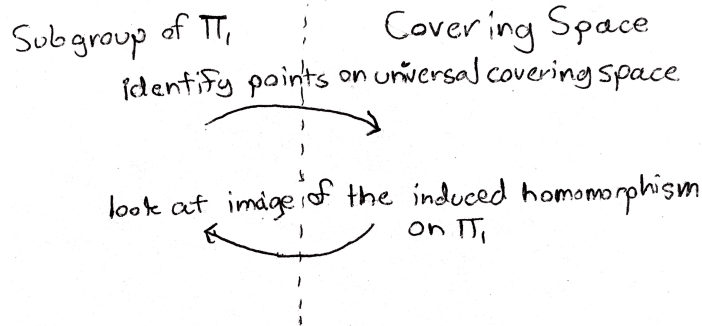 Subgroup of π₁
Covering Space
identify points on universal covering space
look at image of the induced homomorphism
on π₁